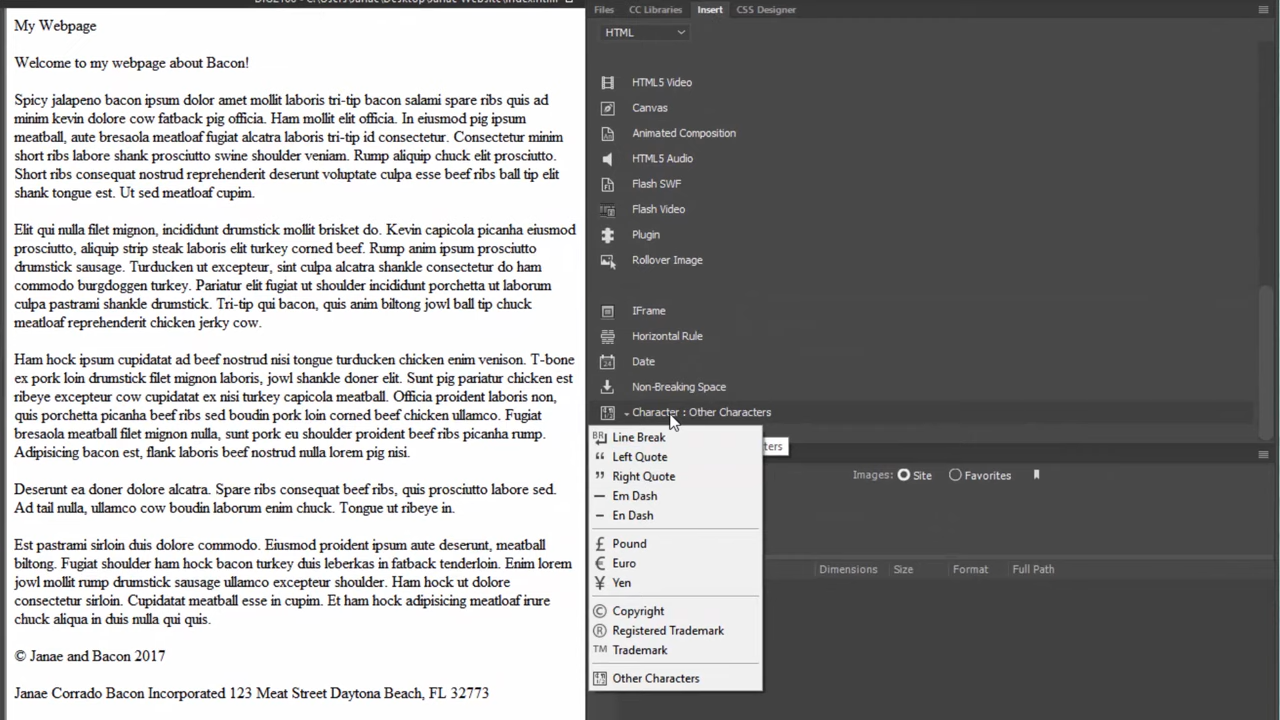 My Webpage
Welcome to my webpage about Bacon!
Spicy jalapeno bacon ipsum dolor amet mollit laboris tri-tip bacon salami spare ribs quis ad
minim kevin dolore cow fatback pig officia. Ham mollit elit officia. In eiusmod pig ipsum
meatball, aute bresaola meatloaf fugiat alcatra laboris tri-tip id consectetur. Consectetur minim
short ribs labore shank prosciutto swine shoulder veniam. Rump aliquip chuck elit prosciutto.
Short ribs consequat nostrud reprehenderit deserunt voluptate culpa esse beef ribs ball tip elit
shank tongue est. Ut sed meatloaf cupim.
Elit qui nulla filet mignon, incididunt drumstick mollit brisket do. Kevin capicola picanha eiusmod
prosciutto, aliquip strip steak laboris elit turkey corned beef. Rump anim ipsum prosciutto
drumstick sausage. Turducken ut excepteur, sint culpa alcatra shankle consectetur do ham
commodo burgdoggen turkey. Pariatur elit fugiat ut shoulder incididunt porchetta ut laborum
culpa pastrami shankle drumstick. Tri-tip qui bacon, quis anim biltong jowl ball tip chuck
meatloaf reprehenderit chicken jerky cow.
Ham hock ipsum cupidatat ad beef nostrud nisi tongue turducken chicken enim venison. T-bone
ex pork loin drumstick filet mignon laboris, jowl shankle doner elit. Sunt pig pariatur chicken est
ribeye excepteur cow cupidatat ex nisi turkey capicola meatball. Officia proident laboris non,
quis porchetta picanha beef ribs sed boudin pork loin corned beef chicken ullamco. Fugiat
bresaola meatball filet mignon nulla, sunt pork eu shoulder proident beef ribs picanha rump.
Adipisicing bacon est, flank laboris beef nostrud nulla lorem pig nisi.
Deserunt ea doner dolore alcatra. Spare ribs consequat beef ribs, quis prosciutto labore sed.
Ad tail nulla, ullamco cow boudin laborum enim chuck. Tongue ut ribeye in.
Est pastrami sirloin duis dolore commodo. Eiusmod proident ipsum aute deserunt, meatball
biltong. Fugiat shoulder ham hock bacon turkey duis leberkas in fatback tenderloin. Enim lorem
jowl mollit rump drumstick sausage ullamco excepteur shoulder. Ham hock ut dolore
consectetur sirloin. Cupidatat meatball esse in cupim. Et ham hock adipisicing meatloaf irure
chuck aliqua in duis nulla qui quis.
© Janae and Bacon 2017
Janae Corrado Bacon Incorporated 123 Meat Street Daytona Beach, FL 32773
Files CC Libraries Insert CSS Designer
HTML
HTML5 Video
Canvas
Animated Composition
HTML5 Audio
Flash SWF
Flash Video
Plugin
Rollover Image
IFrame
Horizontal Rule
Date
Non-Breaking Space
Character : Other Characters
ters
BR Line Break
“ Left Quote
” Right Quote
— Em Dash
– En Dash
£ Pound
€ Euro
¥ Yen
© Copyright
® Registered Trademark
TM Trademark
Other Characters
Images: Site Favorites
Dimensions Size Format Full Path